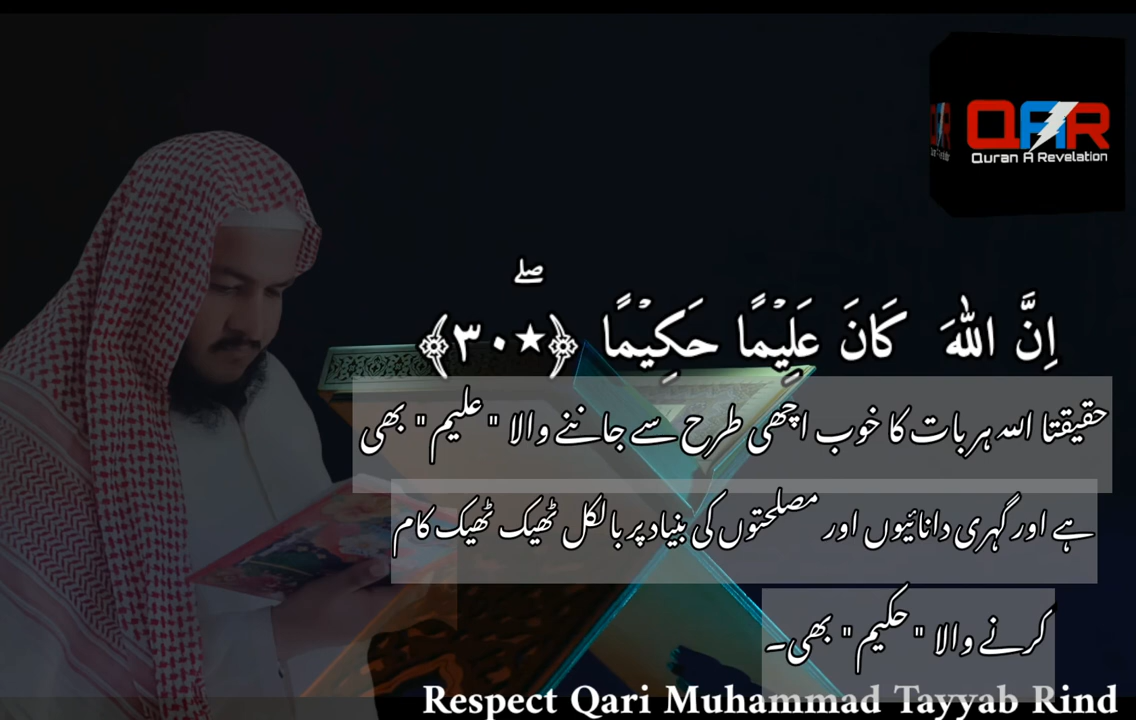 QAR
Quran A Revelation
اِنَّ اللّٰهَ كَانَ عَلِيْمًا حَكِيْمًا ۖ ﴿٣٠★﴾
حقیقتا اللہ ہر بات کا خوب اچھی طرح سے جاننے والا "علیم" بھی
ہے اور گہری دانائیوں اور مصلحتوں کی بنیاد پر بالکل ٹھیک ٹھیک کام
کرنے والا "حکیم" بھی۔
Respect Qari Muhammad Tayyab Rind